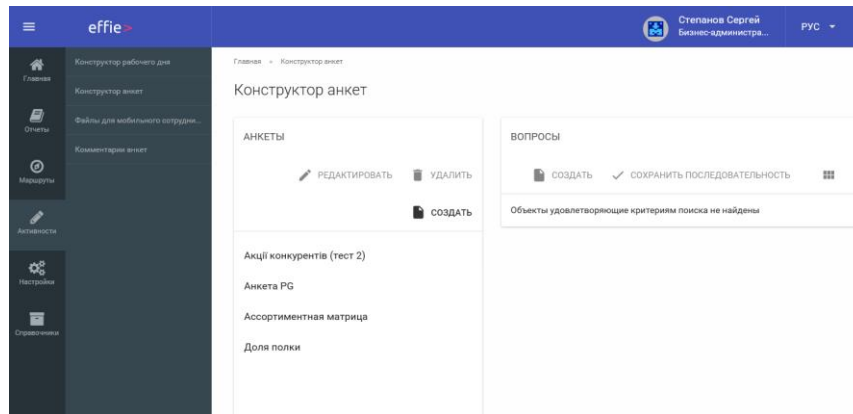 effie>
Степанов Сергей
Бизнес-администра...
РУС
Главная
Отчеты
Маршруты
Активности
Настройки
Справочники
Конструктор рабочего дня
Конструктор анкет
Файлы для мобильного сотрудни...
Комментарии анкет
Главная » Конструктор анкет
Конструктор анкет
АНКЕТЫ
РЕДАКТИРОВАТЬ УДАЛИТЬ
СОЗДАТЬ
Акції конкурентів (тест 2)
Анкета PG
Ассортиментная матрица
Доля полки
ВОПРОСЫ
СОЗДАТЬ СОХРАНИТЬ ПОСЛЕДОВАТЕЛЬНОСТЬ
Объекты удовлетворяющие критериям поиска не найдены